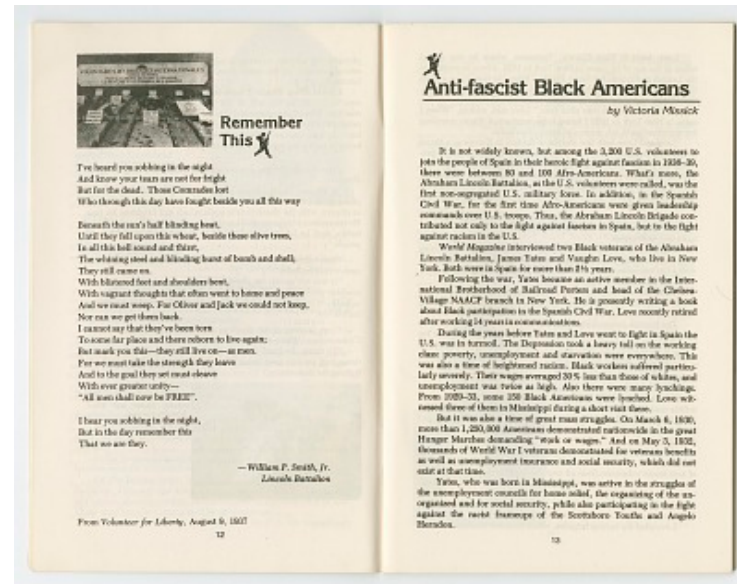 Remember
This
I've heard you sobbing in the night
And know your tears are not for fright
But for the dead. Those Comrades lost
Who through this day have fought beside you all this way
Beneath the sun's half blinding heat,
Until they fell upon this wheat, beside these olive trees,
In all this hell sound and thirst,
The whining steel and blinding burst of bomb and shell,
They still came on.
With blistered feet and shoulders bent,
With vagrant thoughts that often went to home and peace
And we must weep. For Oliver and Jack we could not keep,
Nor can we get them back.
I cannot say that they've been torn
To some far place and there reborn to live again;
But mark you this—they still live on—as men.
For we must take the strength they leave
And to the goal they set must cleave
With ever greater unity—
"All men shall now be FREE".
I hear you sobbing in the night,
But in the day remember this
That we are they.
—William P. Smith, Jr.
Lincoln Battalion
From Volunteer for Liberty, August 9, 1937
12
Anti-fascist Black Americans
by Victoria Missick
It is not widely known, but among the 3,200 U.S. volunteers to
join the people of Spain in their heroic fight against fascism in 1936-39,
there were between 80 and 100 Afro-Americans. What's more, the
Abraham Lincoln Battalion, as the U.S. volunteers were called, was the
first non-segregated U.S. military force. In addition, in the Spanish
Civil War, for the first time Afro-Americans were given leadership
commands over U.S. troops. Thus, the Abraham Lincoln Brigade con-
tributed not only to the fight against fascism in Spain, but to the fight
against racism in the U.S.
World Magazine interviewed two Black veterans of the Abraham
Lincoln Battalion, James Yates and Vaughn Love, who live in New
York. Both were in Spain for more than 1½ years.
Following the war, Yates became an active member in the Inter-
national Brotherhood of Railroad Porters and head of the Chelsea-
Village NAACP branch in New York. He is presently writing a book
about Black participation in the Spanish Civil War. Love recently retired
after working 14 years in communications.
During the years before Yates and Love went to fight in Spain the
U.S. was in turmoil. The Depression took a heavy toll on the working
class: poverty, unemployment and starvation were everywhere. This
was also a time of heightened racism. Black workers suffered particu-
larly severely. Their wages averaged 30% less than those of whites, and
unemployment was twice as high. Also there were many lynchings.
From 1929-33, some 150 Black Americans were lynched. Love wit-
nessed three of them in Mississippi during a short visit there.
But it was also a time of great mass struggles. On March 6, 1930,
more than 1,250,000 Americans demonstrated nationwide in the great
Hunger Marches demanding "work or wages." And on May 3, 1932,
thousands of World War I veterans demonstrated for veterans benefits
as well as unemployment insurance and social security, which did not
exist at that time.
Yates, who was born in Mississippi, was active in the struggles of
the unemployment councils for home relief, the organizing of the un-
organized and for social security, while also participating in the fight
against the racist frameups of the Scottsboro Youths and Angelo
Herndon.
13